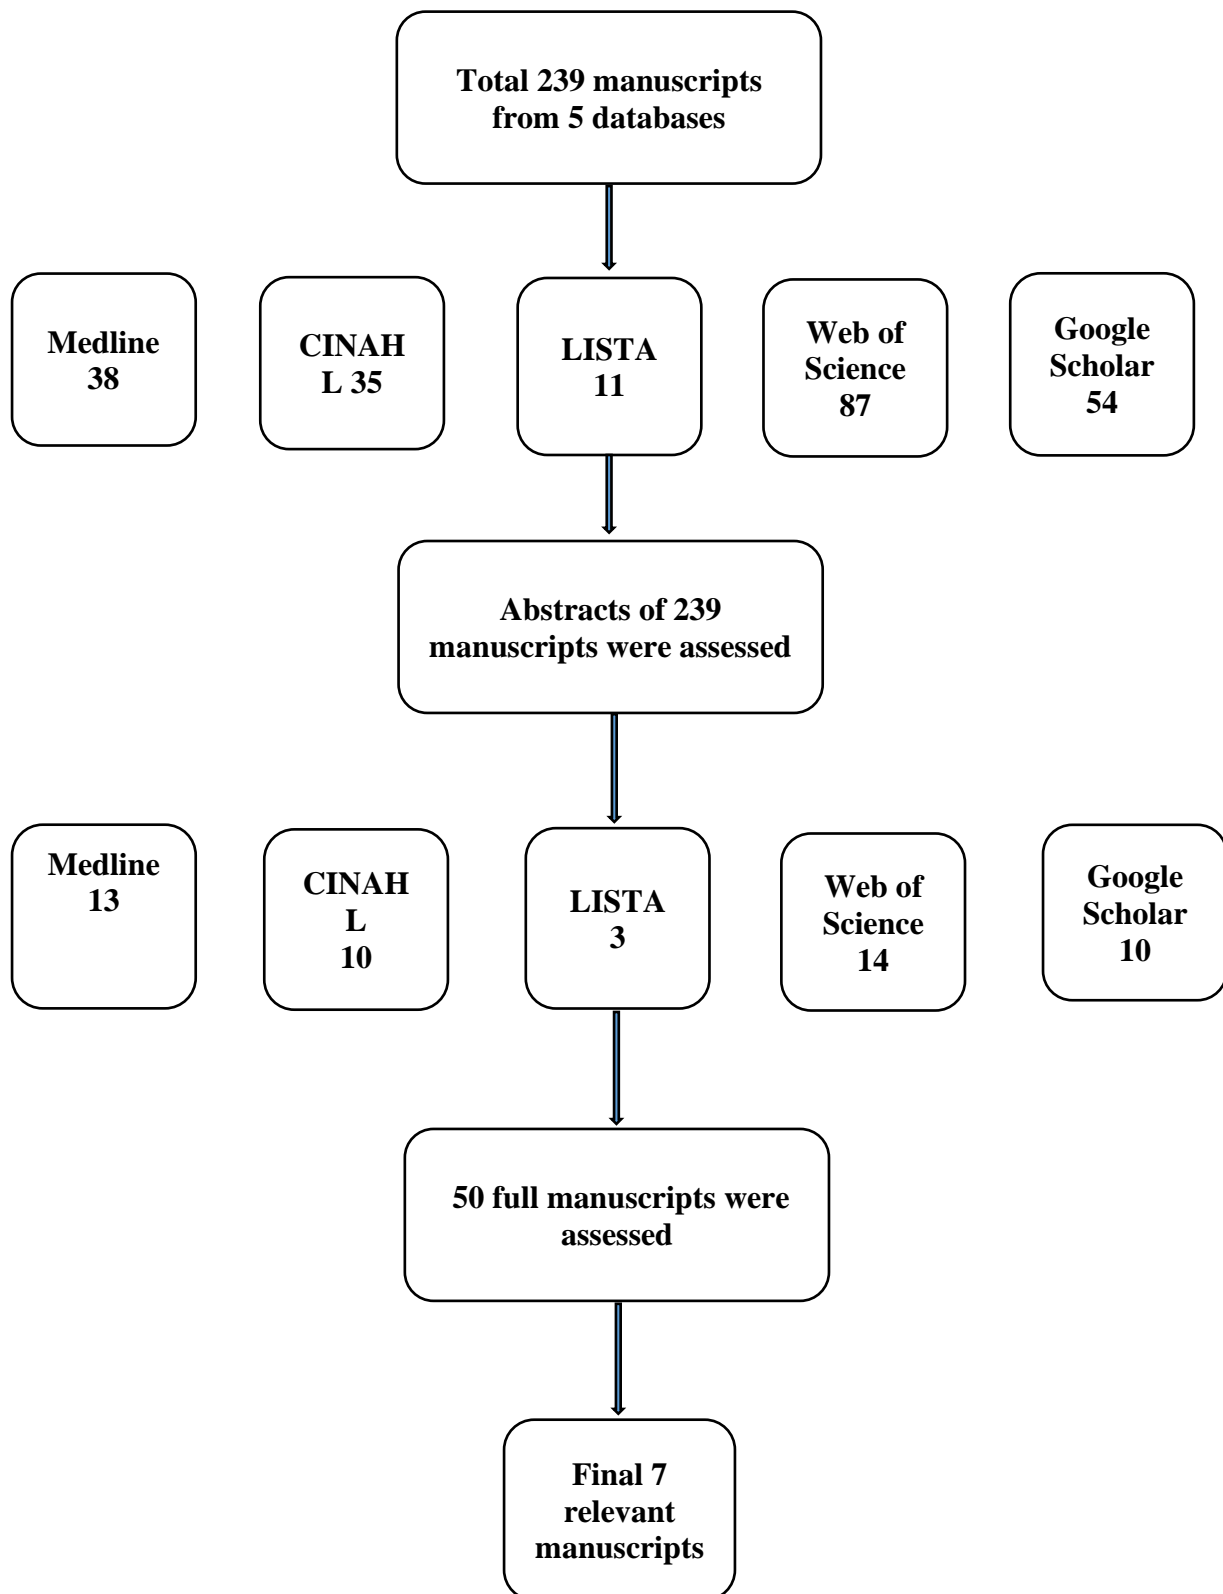 Total 239 manuscripts
from 5 databases
Medline
38
CINAH
L 35
LISTA
11
Web of
Science
87
Google
Scholar
54
Abstracts of 239
manuscripts were assessed
Medline
13
CINAH
L
10
LISTA
3
Web of
Science
14
Google
Scholar
10
50 full manuscripts were
assessed
Final 7
relevant
manuscripts